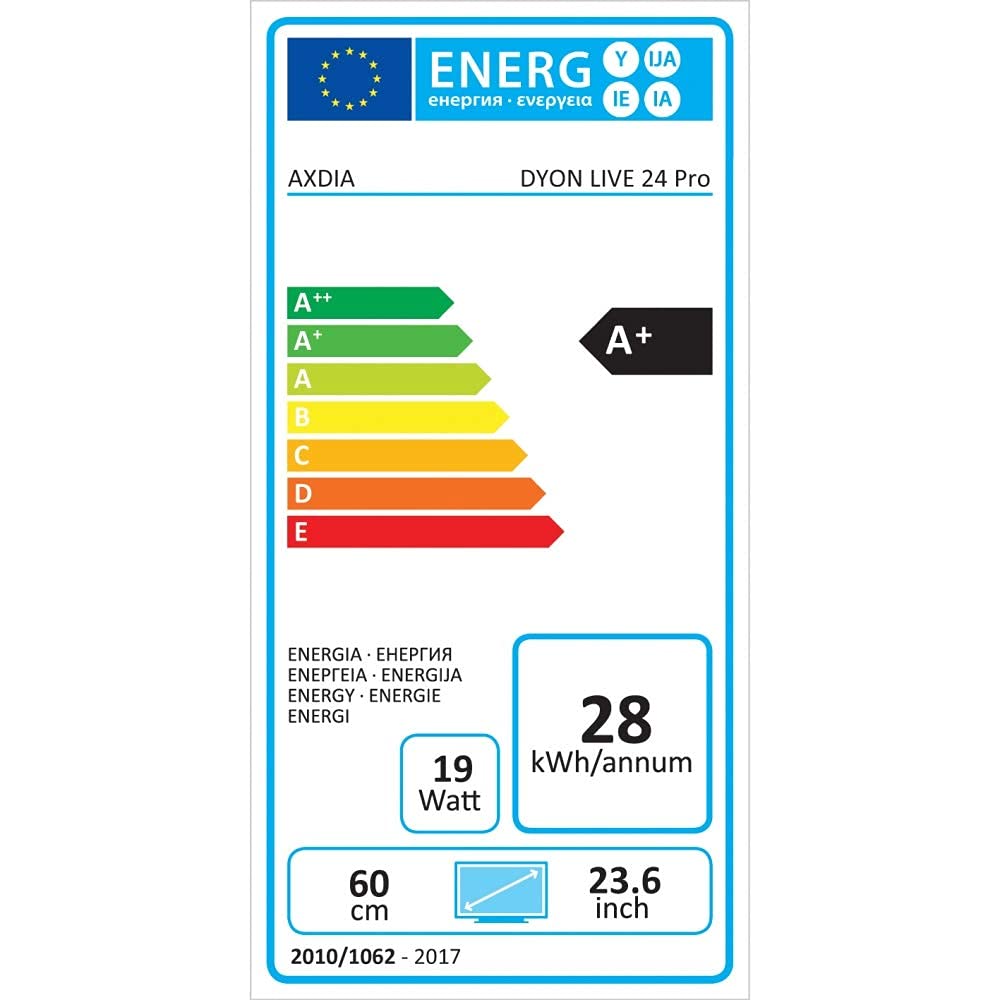 ENERG Y IJA
енергия · ενεργεια IE IA
AXDIA DYON LIVE 24 Pro
A++
A+
A
B
C
D
E
A+
ENERGIA · ЕНЕРГИЯ
ΕΝΕΡΓΕΙΑ · ENERGIJA
ENERGY · ENERGIE
ENERGI
19
Watt
28
kWh/annum
60
cm
23.6
inch
2010/1062 - 2017